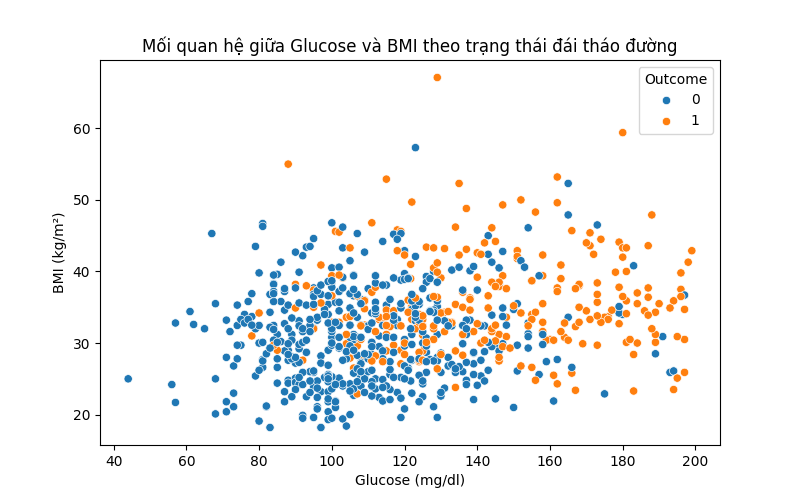 Mối quan hệ giữa Glucose và BMI theo trạng thái đái tháo đường
Outcome
0
1
60
50
40
30
20
BMI (kg/m²)
40 60 80 100 120 140 160 180 200
Glucose (mg/dl)